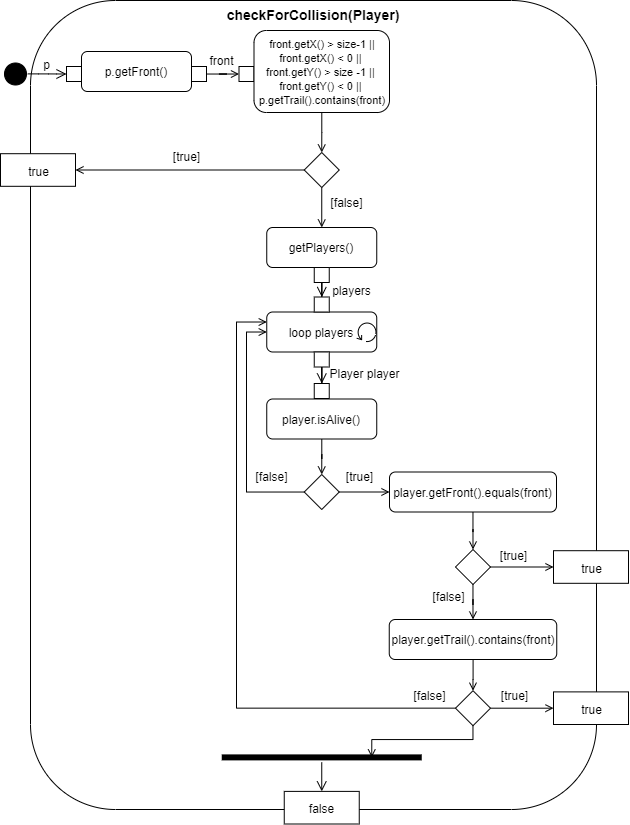 checkForCollision(Player)
p
p.getFront()
front
front.getX() > size-1 ||
front.getX() < 0 ||
front.getY() > size -1 ||
front.getY() < 0 ||
p.getTrail().contains(front)
[true]
true
[false]
getPlayers()
players
loop players
Player player
player.isAlive()
[false]
[true]
player.getFront().equals(front)
[true]
true
[false]
player.getTrail().contains(front)
[false]
[true]
true
false